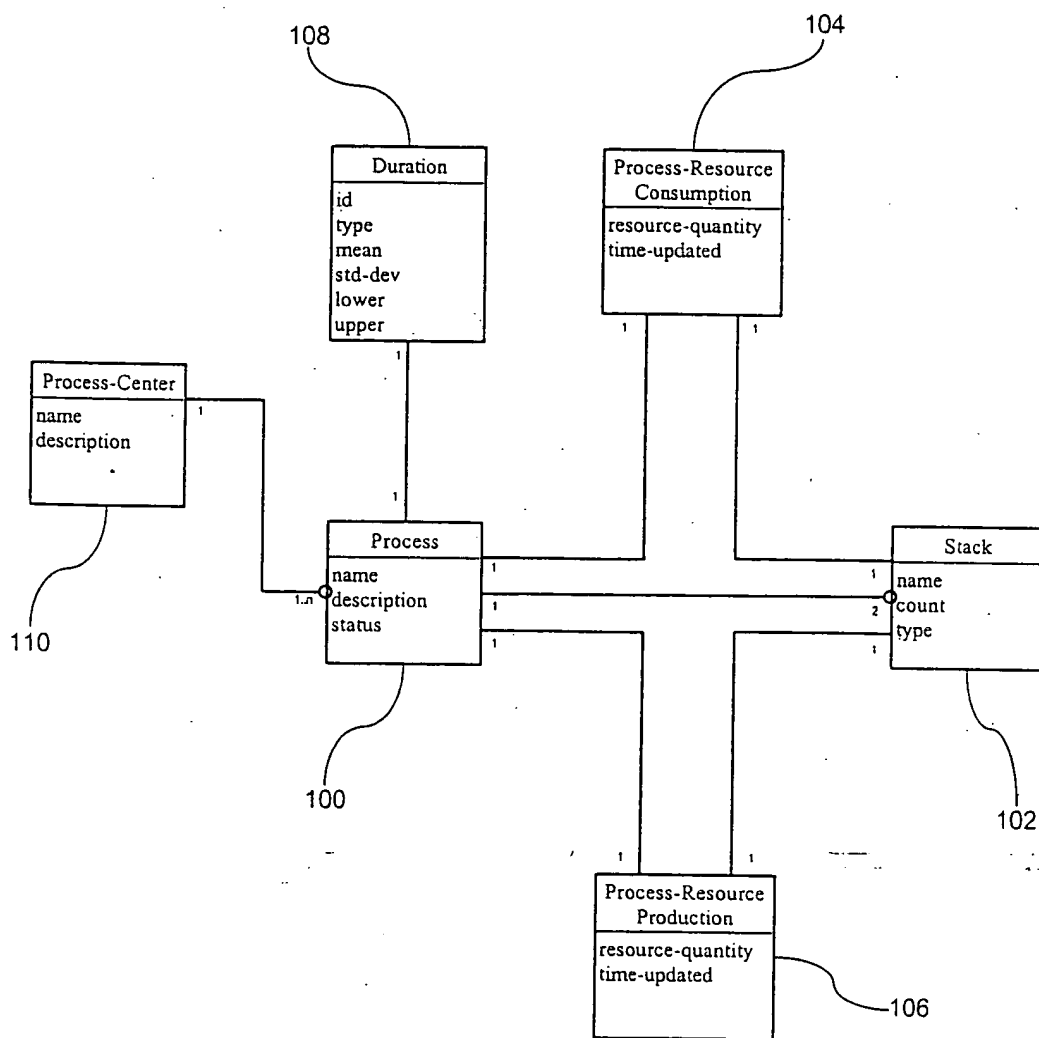 108
104
Duration
id
type
mean
std-dev
lower
upper
1
Process-Resource
Consumption
resource-quantity
time-updated
1
1
Process-Center
name
description
1
110
1
Process
name
description
status
1..n
1
1
1
100
Stack
name
count
type
1
2
1
102
1
1
Process-Resource
Production
resource-quantity
time-updated
106